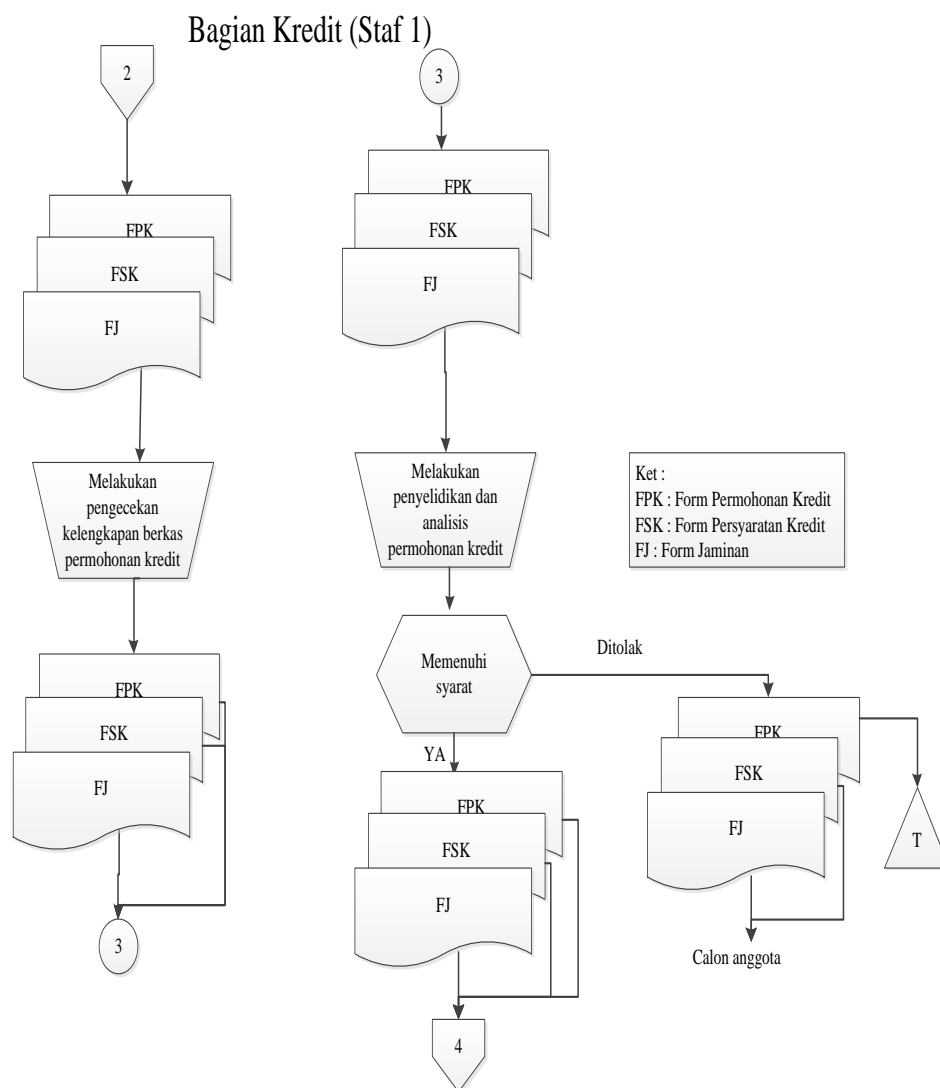 Bagian Kredit (Staf 1)
2
FPK
FSK
FJ
Melakukan
pengecekan
kelengkapan berkas
permohonan kredit
FPK
FSK
FJ
3
3
FPK
FSK
FJ
Melakukan
penyelidikan dan
analisis
permohonan kredit
Memenuhi
syarat
YA
FPK
FSK
FJ
4
Ket :
FPK : Form Permohonan Kredit
FSK : Form Persyaratan Kredit
FJ : Form Jaminan
Ditolak
FPK
FSK
FJ
T
Calon anggota